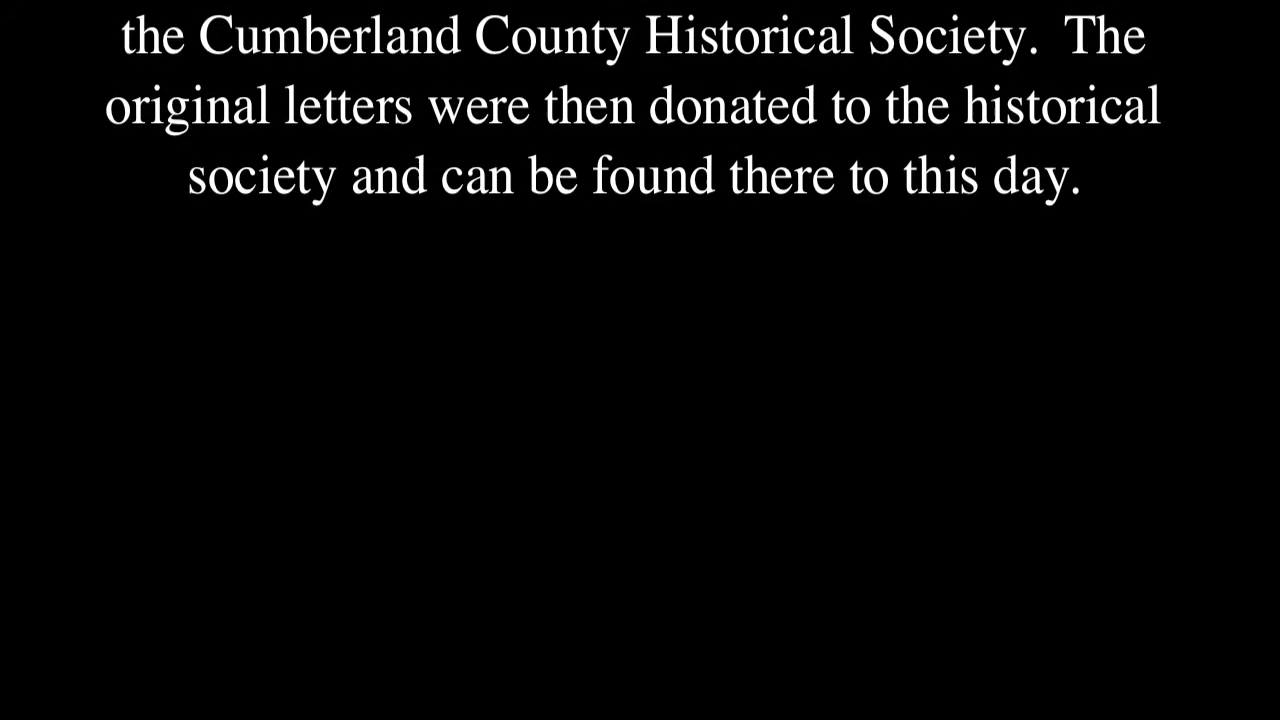 the Cumberland County Historical Society.  The
original letters were then donated to the historical
society and can be found there to this day.